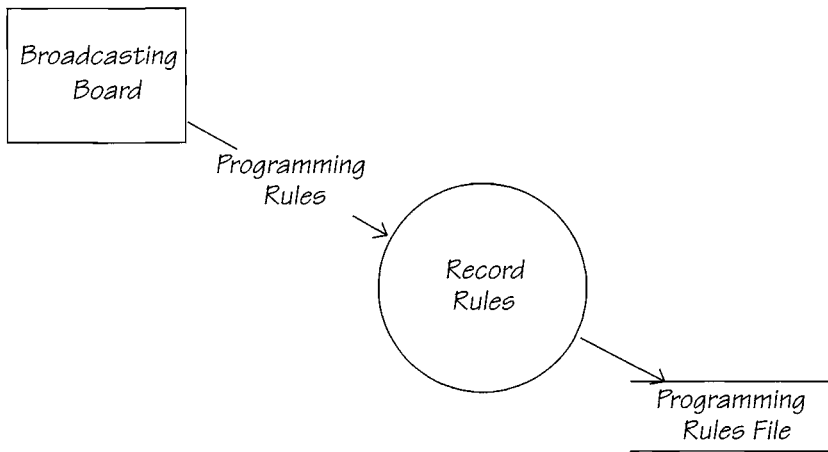 Broadcasting
Board
Programming
Rules
Record
Rules
Programming
Rules File